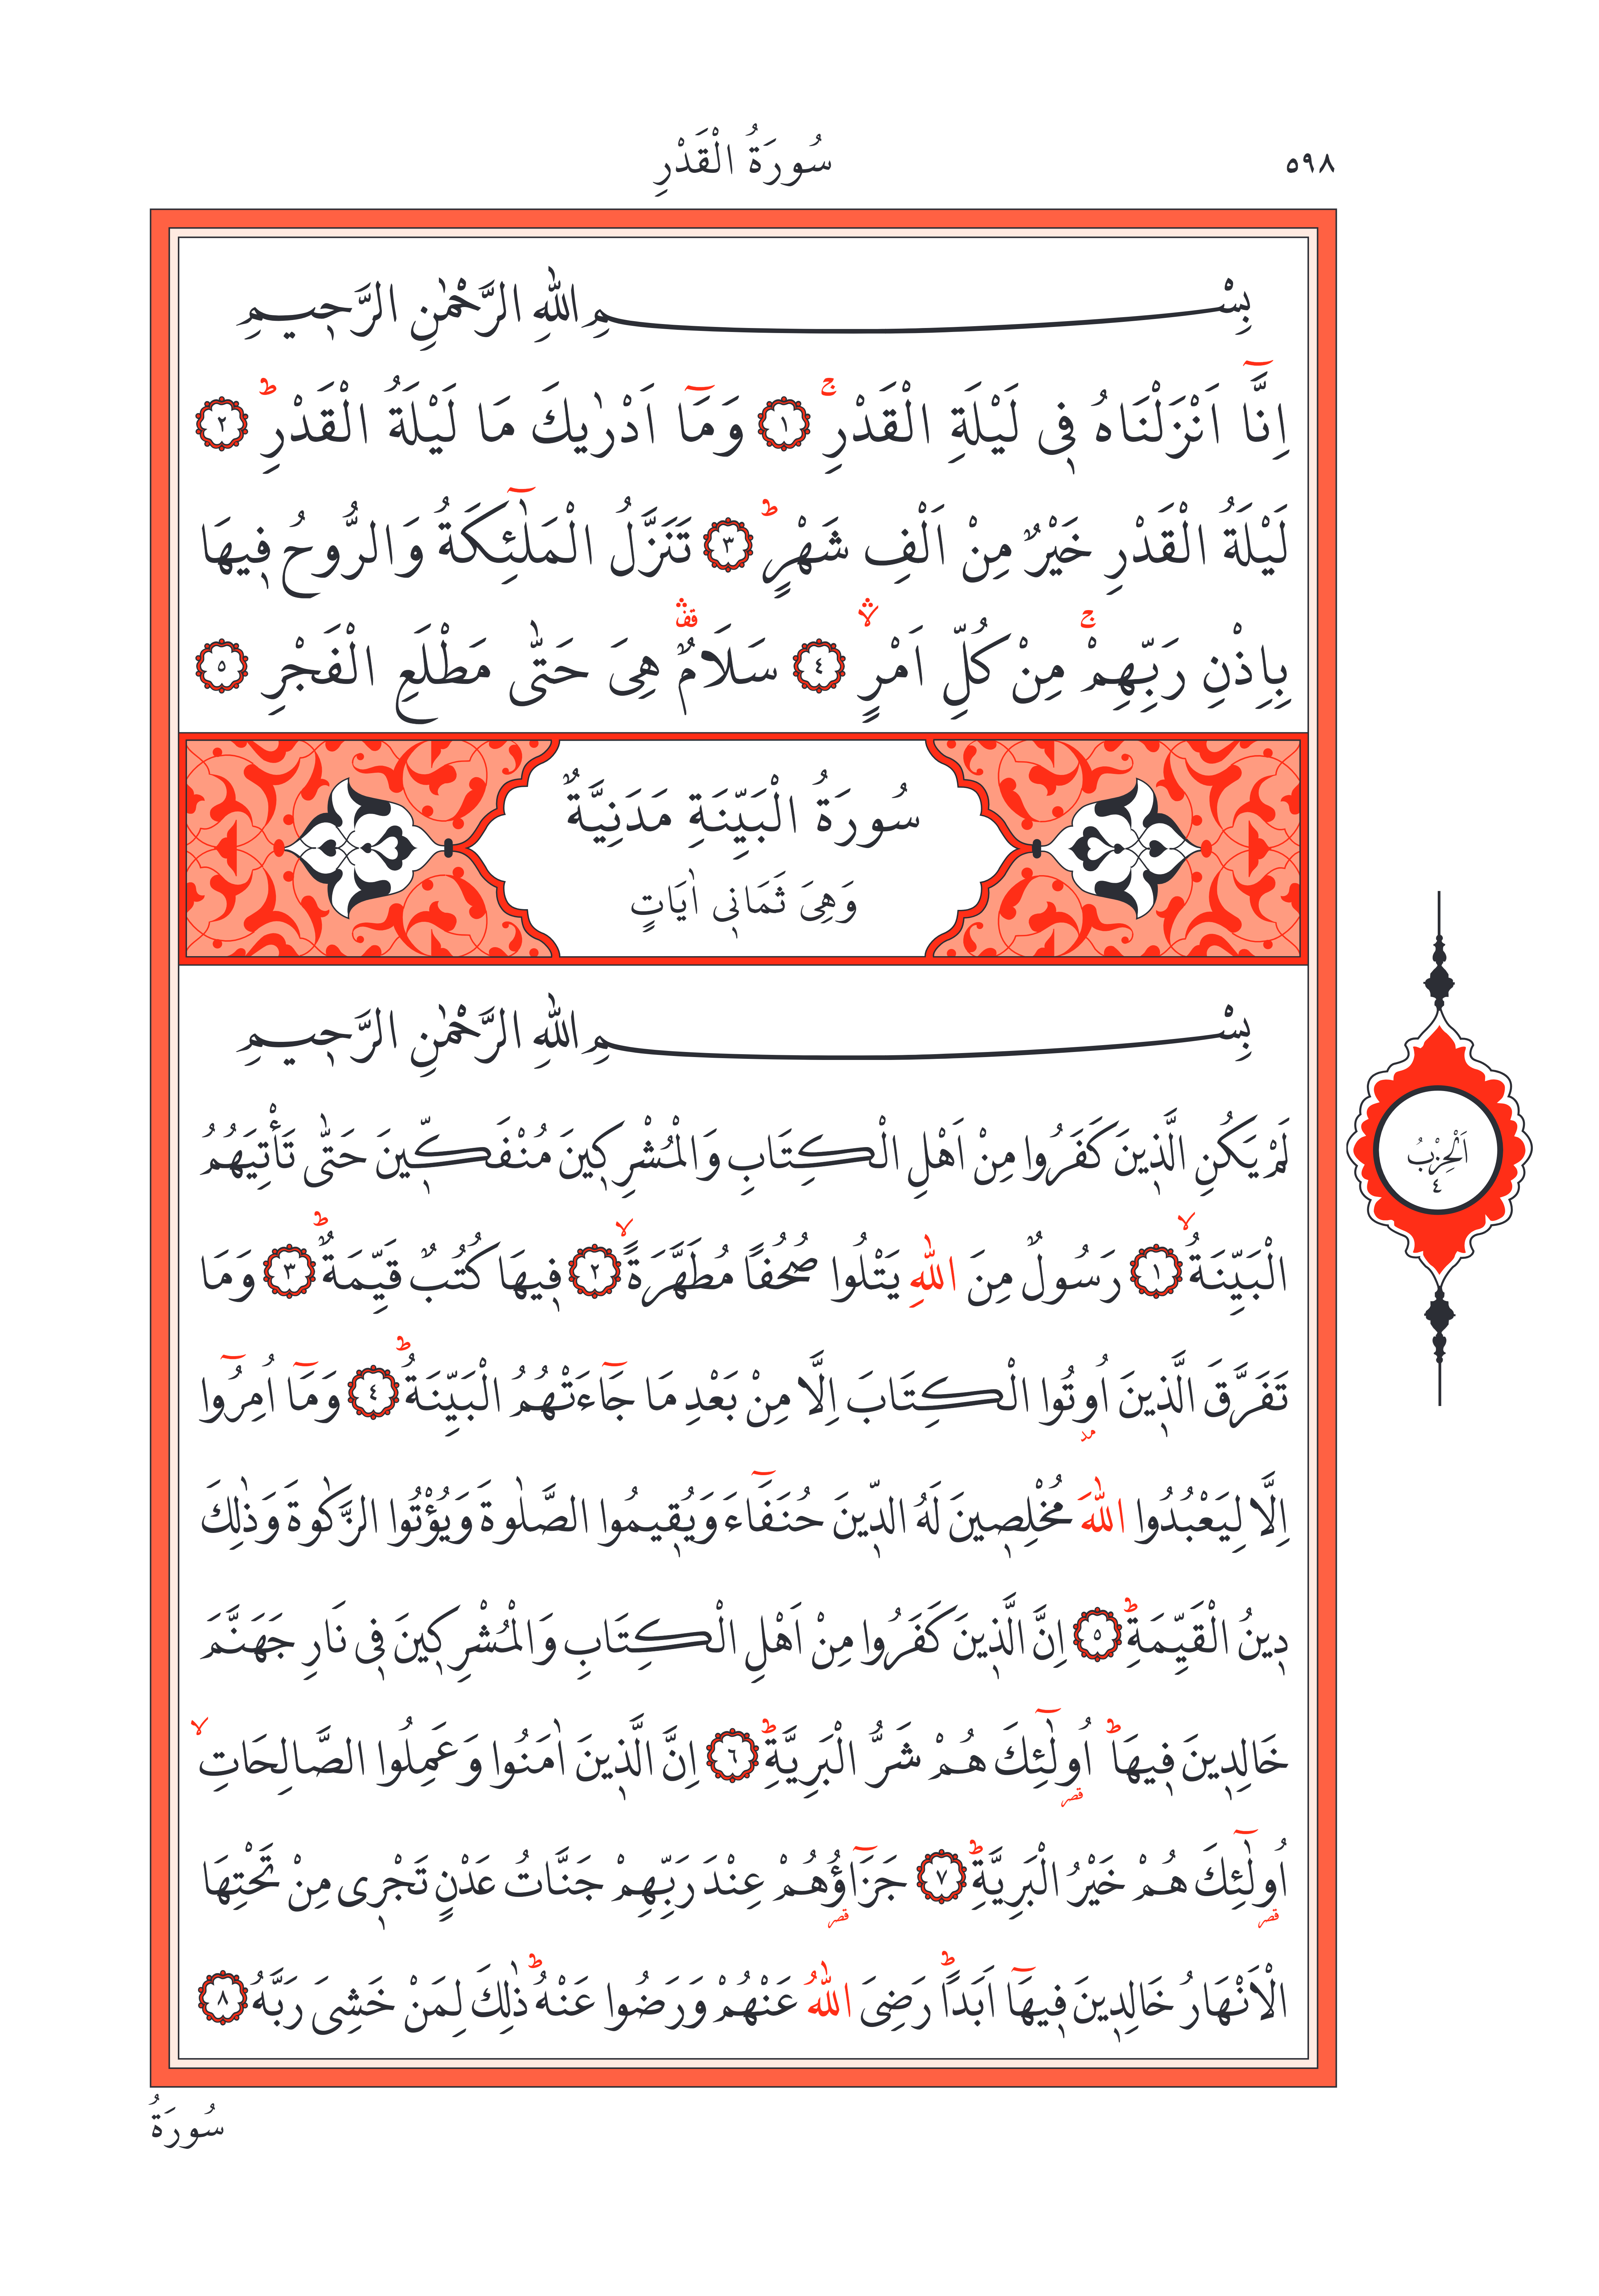 ٥٩٨
سُورَةُ الْقَدْرِ
بِسْمِ اللّٰهِ الرَّحْمٰنِ الرَّح۪يمِ
اِنَّٓا اَنْزَلْنَاهُ ف۪ي لَيْلَةِ الْقَدْرِۚ ﴿١﴾ وَمَٓا اَدْرٰيكَ مَا لَيْلَةُ الْقَدْرِۜ ﴿٢﴾
لَيْلَةُ الْقَدْرِ خَيْرٌ مِنْ اَلْفِ شَهْرٍۜ ﴿٣﴾ تَنَزَّلُ الْمَلٰٓئِكَةُ وَالرُّوحُ ف۪يهَا
بِاِذْنِ رَبِّهِمْۚ مِنْ كُلِّ اَمْرٍۙۛ ﴿٤﴾ سَلَامٌ۠ۛ هِيَ حَتّٰى مَطْلَعِ الْفَجْرِ ﴿٥﴾
سُورَةُ الْبَيِّنَةِ مَدَنِيَّةٌ
وَهِيَ ثَمَان۪ي اٰيَاتٍ
بِسْمِ اللّٰهِ الرَّحْمٰنِ الرَّح۪يمِ
لَمْ يَكُنِ الَّذ۪ينَ كَفَرُوا مِنْ اَهْلِ الْكِتَابِ وَالْمُشْرِك۪ينَ مُنْفَكّ۪ينَ حَتّٰى تَأْتِيَهُمُ
الْبَيِّنَةُۙ ﴿١﴾ رَسُولٌ مِنَ اللّٰهِ يَتْلُوا صُحُفًا مُطَهَّرَةًۙ ﴿٢﴾ ف۪يهَا كُتُبٌ قَيِّمَةٌۜ ﴿٣﴾ وَمَا
تَفَرَّقَ الَّذ۪ينَ اُو۫تُوا الْكِتَابَ اِلَّا مِنْ بَعْدِ مَا جَٓاءَتْهُمُ الْبَيِّنَةُۜ ﴿٤﴾ وَمَٓا اُمِرُٓوا
اِلَّا لِيَعْبُدُوا اللّٰهَ مُخْلِص۪ينَ لَهُ الدّ۪ينَ حُنَفَٓاءَ وَيُق۪يمُوا الصَّلٰوةَ وَيُؤْتُوا الزَّكٰوةَ وَذٰلِكَ
د۪ينُ الْقَيِّمَةِۜ ﴿٥﴾ اِنَّ الَّذ۪ينَ كَفَرُوا مِنْ اَهْلِ الْكِتَابِ وَالْمُشْرِك۪ينَ ف۪ي نَارِ جَهَنَّمَ
خَالِد۪ينَ ف۪يهَاۜ اُو۬لٰٓئِكَ هُمْ شَرُّ الْبَرِيَّةِۜ ﴿٦﴾ اِنَّ الَّذ۪ينَ اٰمَنُوا وَعَمِلُوا الصَّالِحَاتِۙ
اُو۬لٰٓئِكَ هُمْ خَيْرُ الْبَرِيَّةِۜ ﴿٧﴾ جَزَٓاؤُ۬هُمْ عِنْدَ رَبِّهِمْ جَنَّاتُ عَدْنٍ تَجْر۪ي مِنْ تَحْتِهَا
الْاَنْهَارُ خَالِد۪ينَ ف۪يهَٓا اَبَدًاۜ رَضِيَ اللّٰهُ عَنْهُمْ وَرَضُوا عَنْهُۜ ذٰلِكَ لِمَنْ خَشِيَ رَبَّهُ ﴿٨﴾
اَلْحِزْبُ
٤
سُورَةُ